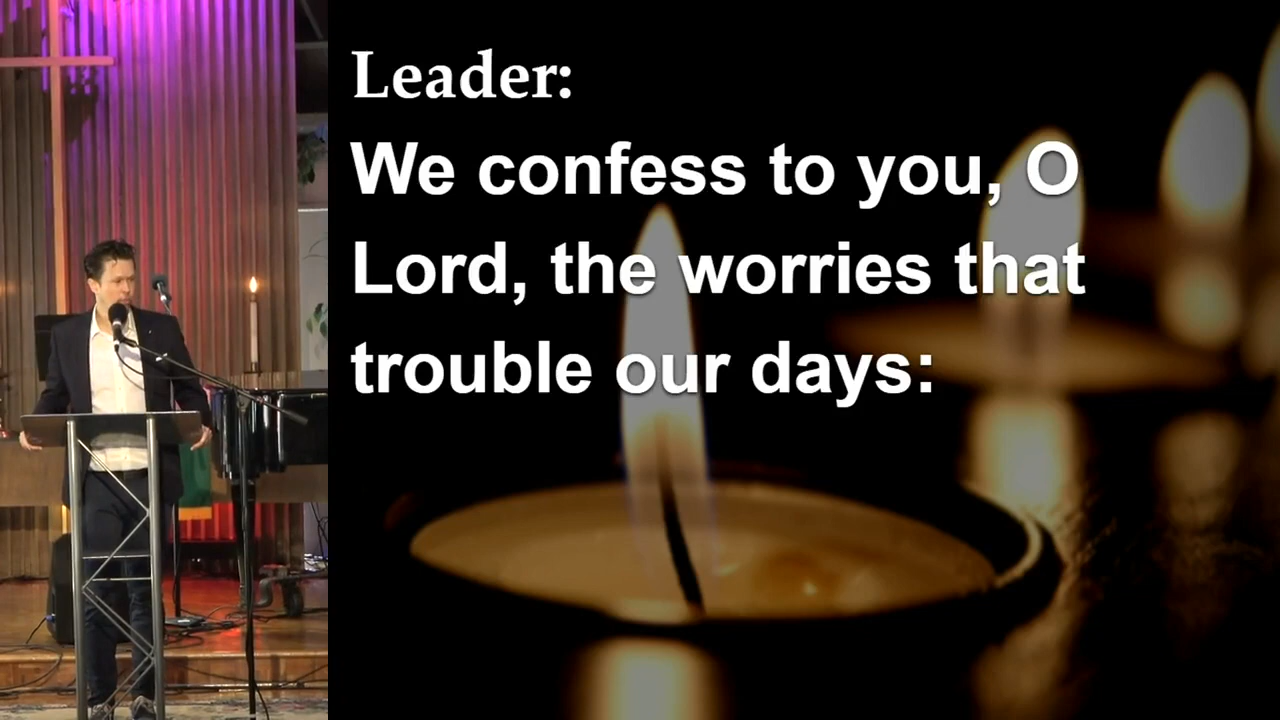 Leader:
We confess to you, O
Lord, the worries that
trouble our days: